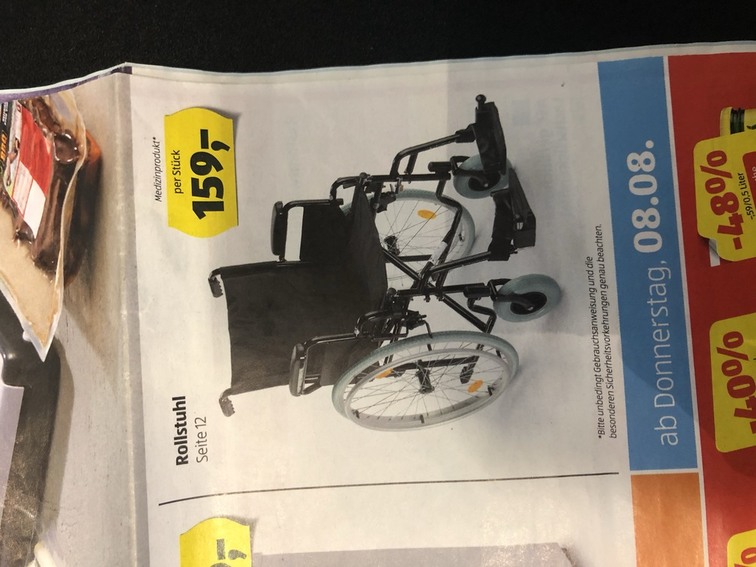 Medizinprodukt*
Rollstuhl
Seite 12
per Stück
159,-
*Bitte unbedingt Gebrauchsanweisung und die
besonderen Sicherheitsvorkehrungen genau beachten.
ab Donnerstag, 08.08.
-40%
-48%
-,59/0,5 Liter